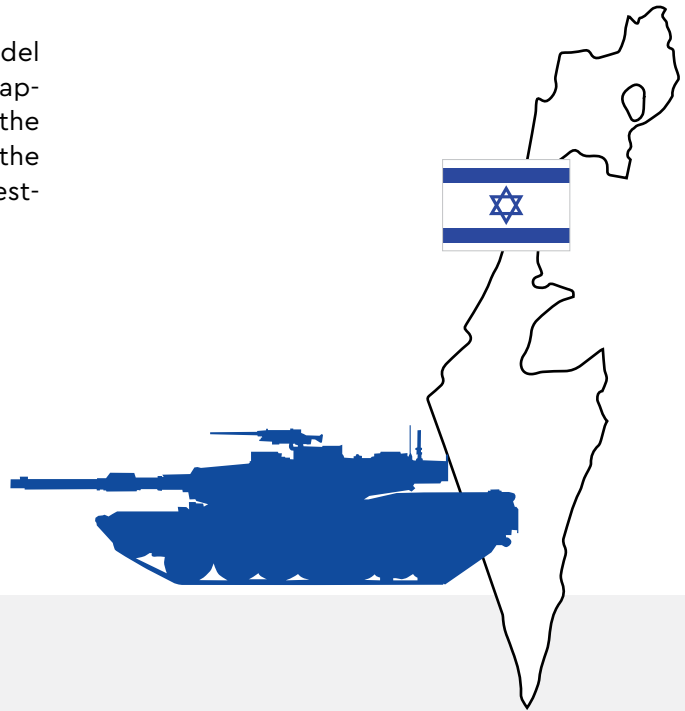 del
ap-
the
the
est-